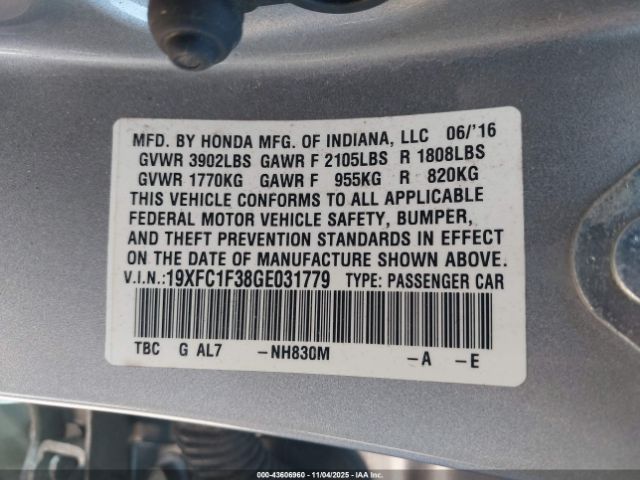 MFD. BY HONDA MFG. OF INDIANA, LLC 06/'16
GVWR 3902LBS GAWR F 2105LBS R 1808LBS
GVWR 1770KG GAWR F 955KG R 820KG
THIS VEHICLE CONFORMS TO ALL APPLICABLE
FEDERAL MOTOR VEHICLE SAFETY, BUMPER,
AND THEFT PREVENTION STANDARDS IN EFFECT
ON THE DATE OF MANUFACTURE SHOWN ABOVE.
V.I.N.:19XFC1F38GE031779 TYPE: PASSENGER CAR
TBC G AL7 -NH830M -A -E
000-43606960 - 11/04/2025 - IAAI.COM